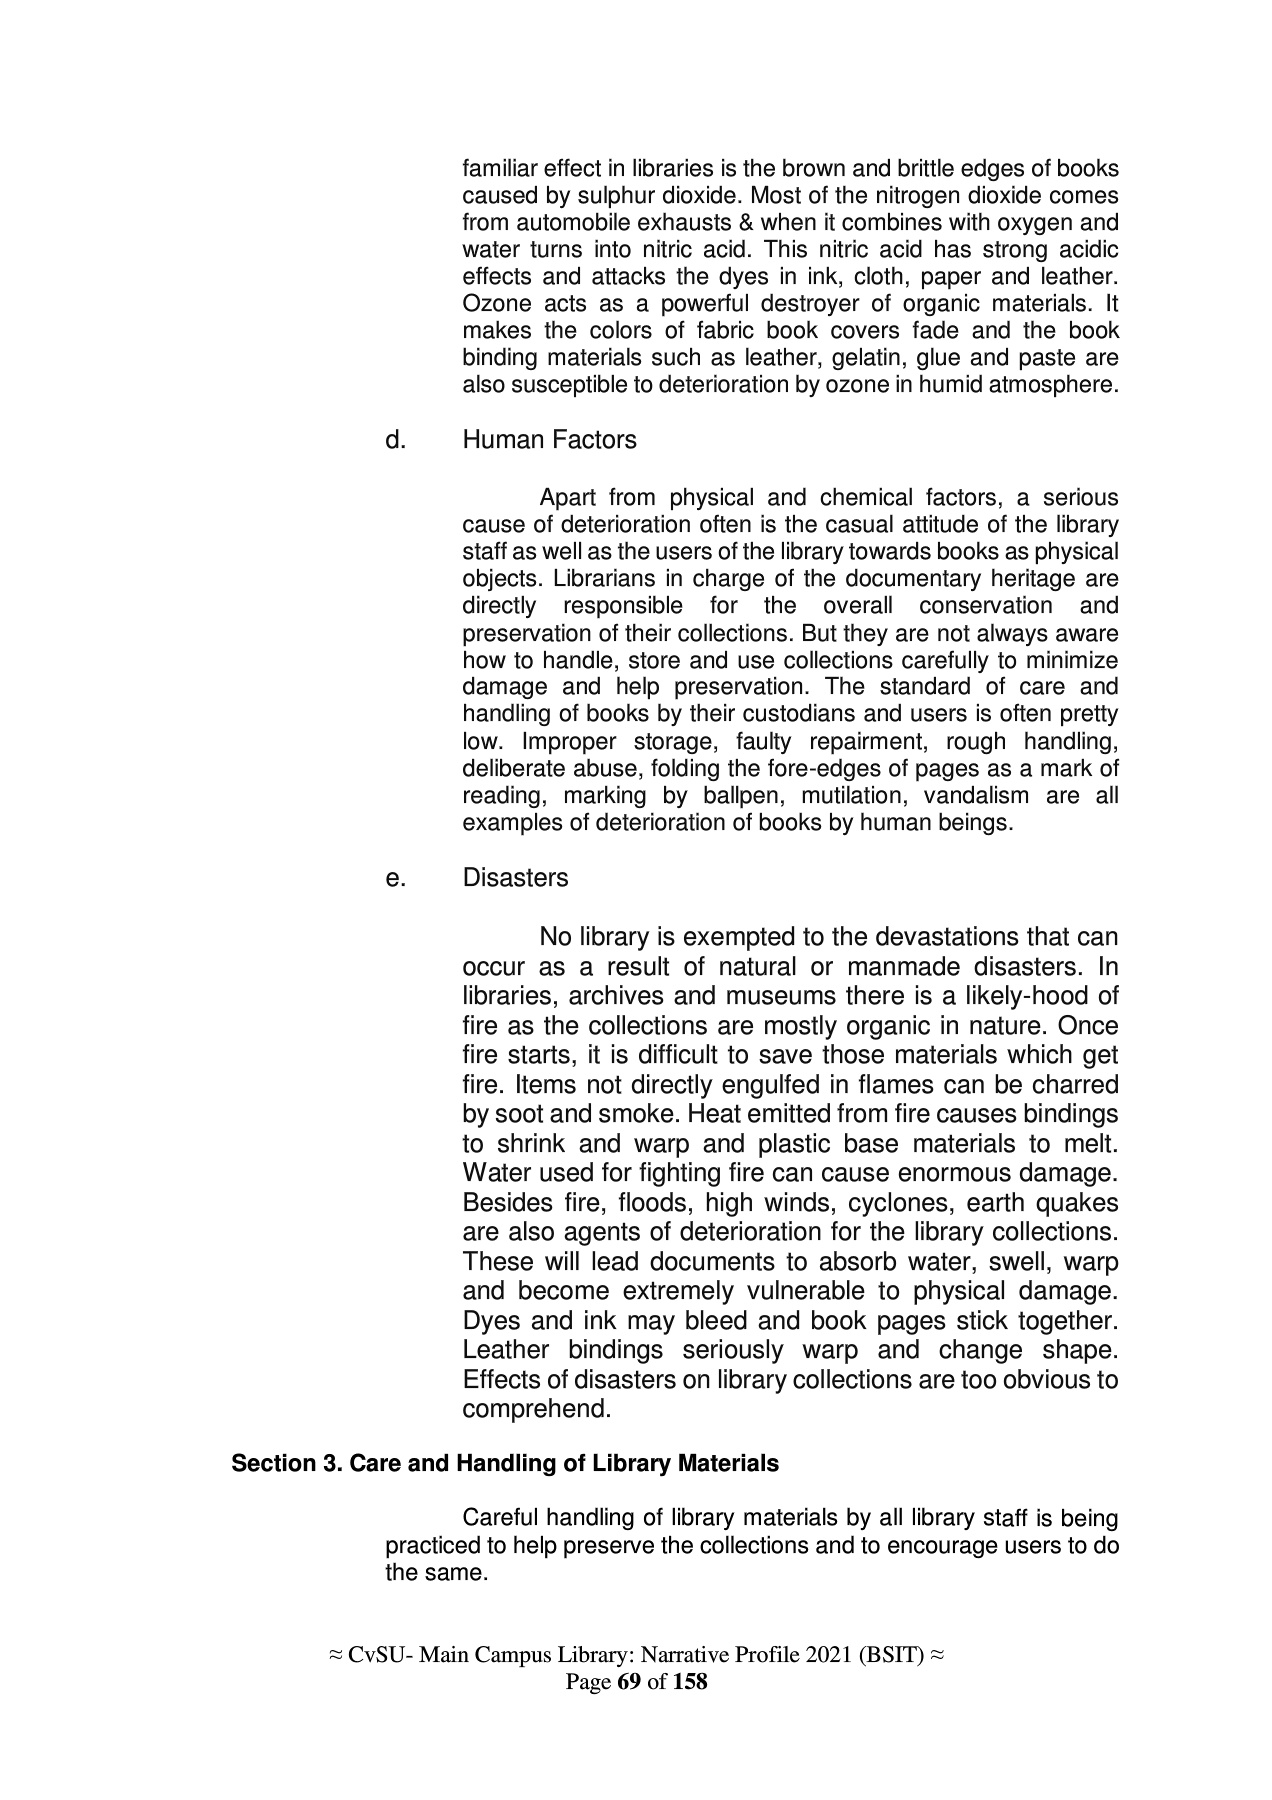 familiar effect in libraries is the brown and brittle edges of books
caused by sulphur dioxide. Most of the nitrogen dioxide comes
from automobile exhausts & when it combines with oxygen and
water turns into nitric acid. This nitric acid has strong acidic
effects and attacks the dyes in ink, cloth, paper and leather.
Ozone acts as a powerful destroyer of organic materials. It
makes the colors of fabric book covers fade and the book
binding materials such as leather, gelatin, glue and paste are
also susceptible to deterioration by ozone in humid atmosphere.
d. Human Factors
Apart from physical and chemical factors, a serious
cause of deterioration often is the casual attitude of the library
staff as well as the users of the library towards books as physical
objects. Librarians in charge of the documentary heritage are
directly responsible for the overall conservation and
preservation of their collections. But they are not always aware
how to handle, store and use collections carefully to minimize
damage and help preservation. The standard of care and
handling of books by their custodians and users is often pretty
low. Improper storage, faulty repairment, rough handling,
deliberate abuse, folding the fore-edges of pages as a mark of
reading, marking by ballpen, mutilation, vandalism are all
examples of deterioration of books by human beings.
e. Disasters
No library is exempted to the devastations that can
occur as a result of natural or manmade disasters. In
libraries, archives and museums there is a likely-hood of
fire as the collections are mostly organic in nature. Once
fire starts, it is difficult to save those materials which get
fire. Items not directly engulfed in flames can be charred
by soot and smoke. Heat emitted from fire causes bindings
to shrink and warp and plastic base materials to melt.
Water used for fighting fire can cause enormous damage.
Besides fire, floods, high winds, cyclones, earth quakes
are also agents of deterioration for the library collections.
These will lead documents to absorb water, swell, warp
and become extremely vulnerable to physical damage.
Dyes and ink may bleed and book pages stick together.
Leather bindings seriously warp and change shape.
Effects of disasters on library collections are too obvious to
comprehend.
Section 3. Care and Handling of Library Materials
Careful handling of library materials by all library staff is being
practiced to help preserve the collections and to encourage users to do
the same.
≈ CvSU- Main Campus Library: Narrative Profile 2021 (BSIT) ≈
Page 69 of 158